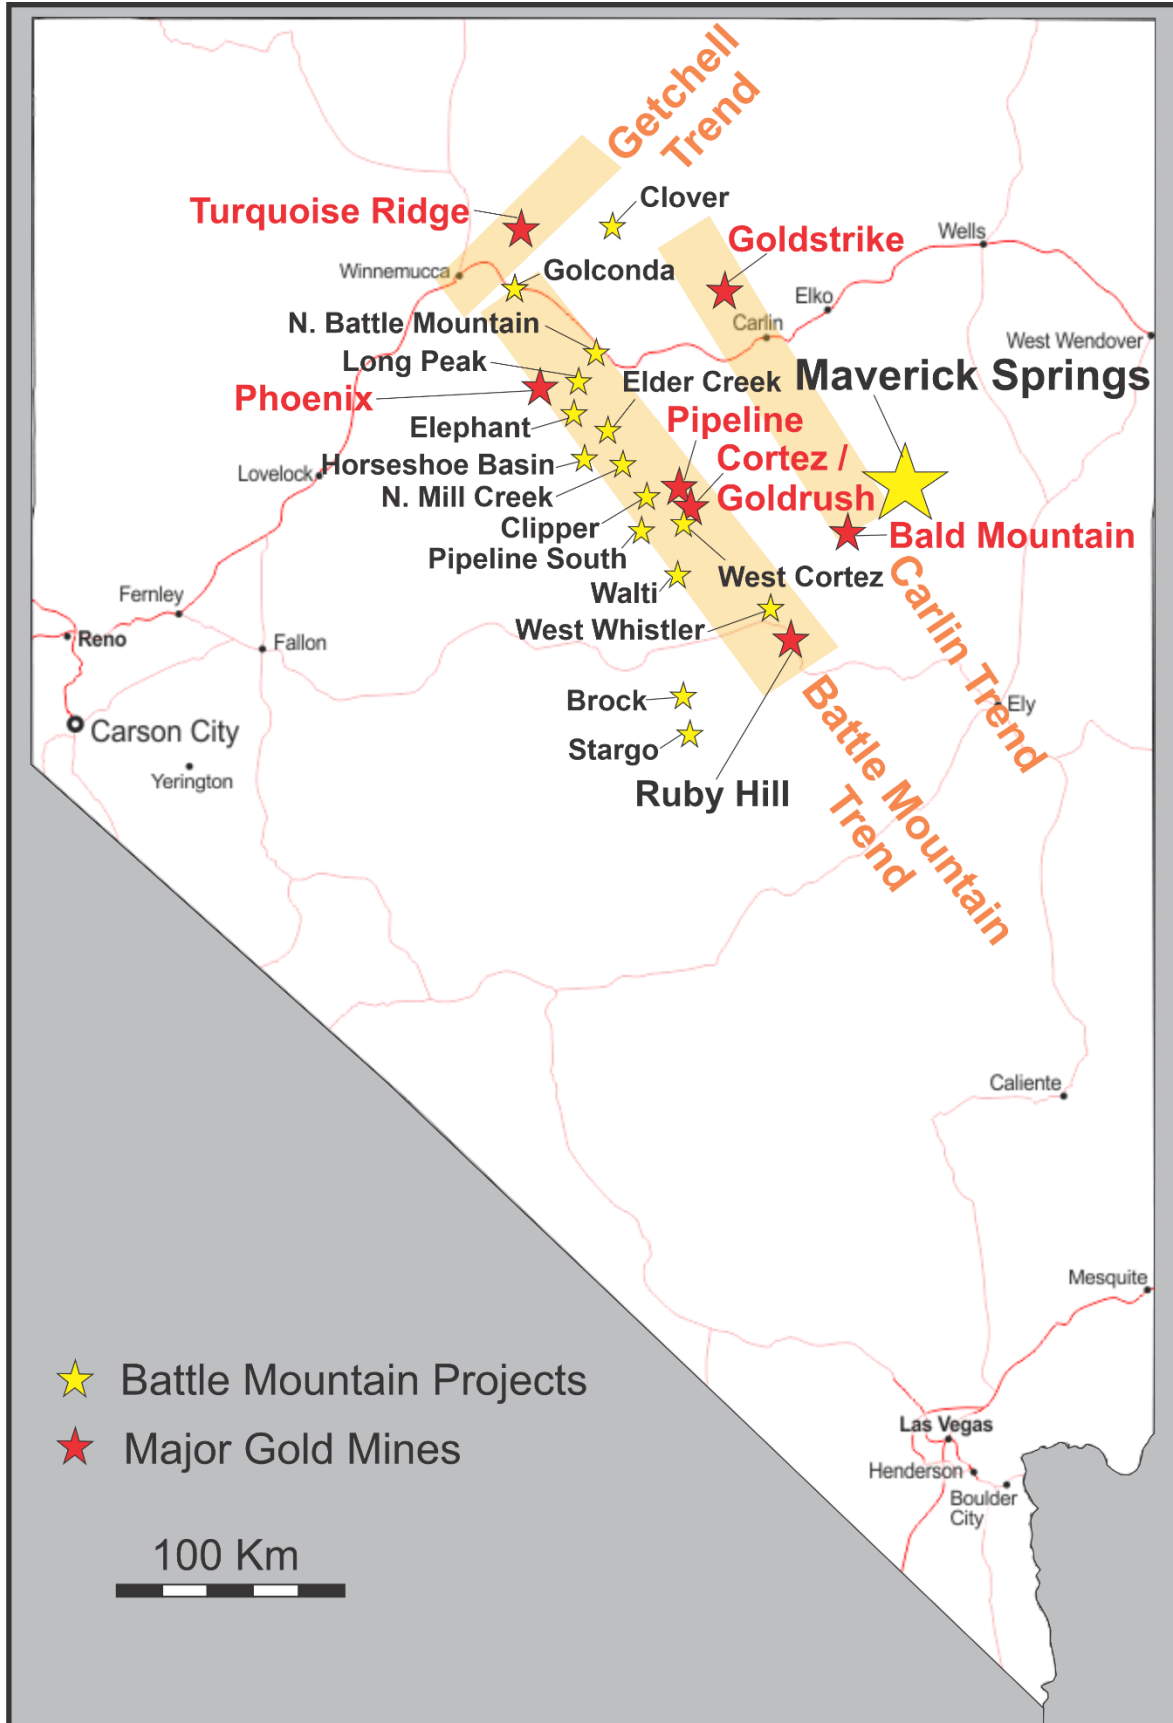 Getchell
Trend
Clover
Turquoise Ridge
Goldstrike
Wells
Winnemucca
Golconda
Elko
N. Battle Mountain
Carlin
West Wendover
Long Peak
Elder Creek
Maverick Springs
Phoenix
Elephant
Pipeline
Horseshoe Basin
Cortez /
Goldrush
Lovelock
N. Mill Creek
Clipper
Bald Mountain
Pipeline South
West Cortez
Walti
Fernley
West Whistler
Reno
Fallon
Carlin Trend
Brock
Ely
Carson City
Stargo
Yerington
Ruby Hill
Battle Mountain
Trend
Caliente
Mesquite
Battle Mountain Projects
Las Vegas
Major Gold Mines
Henderson
Boulder
City
100 Km